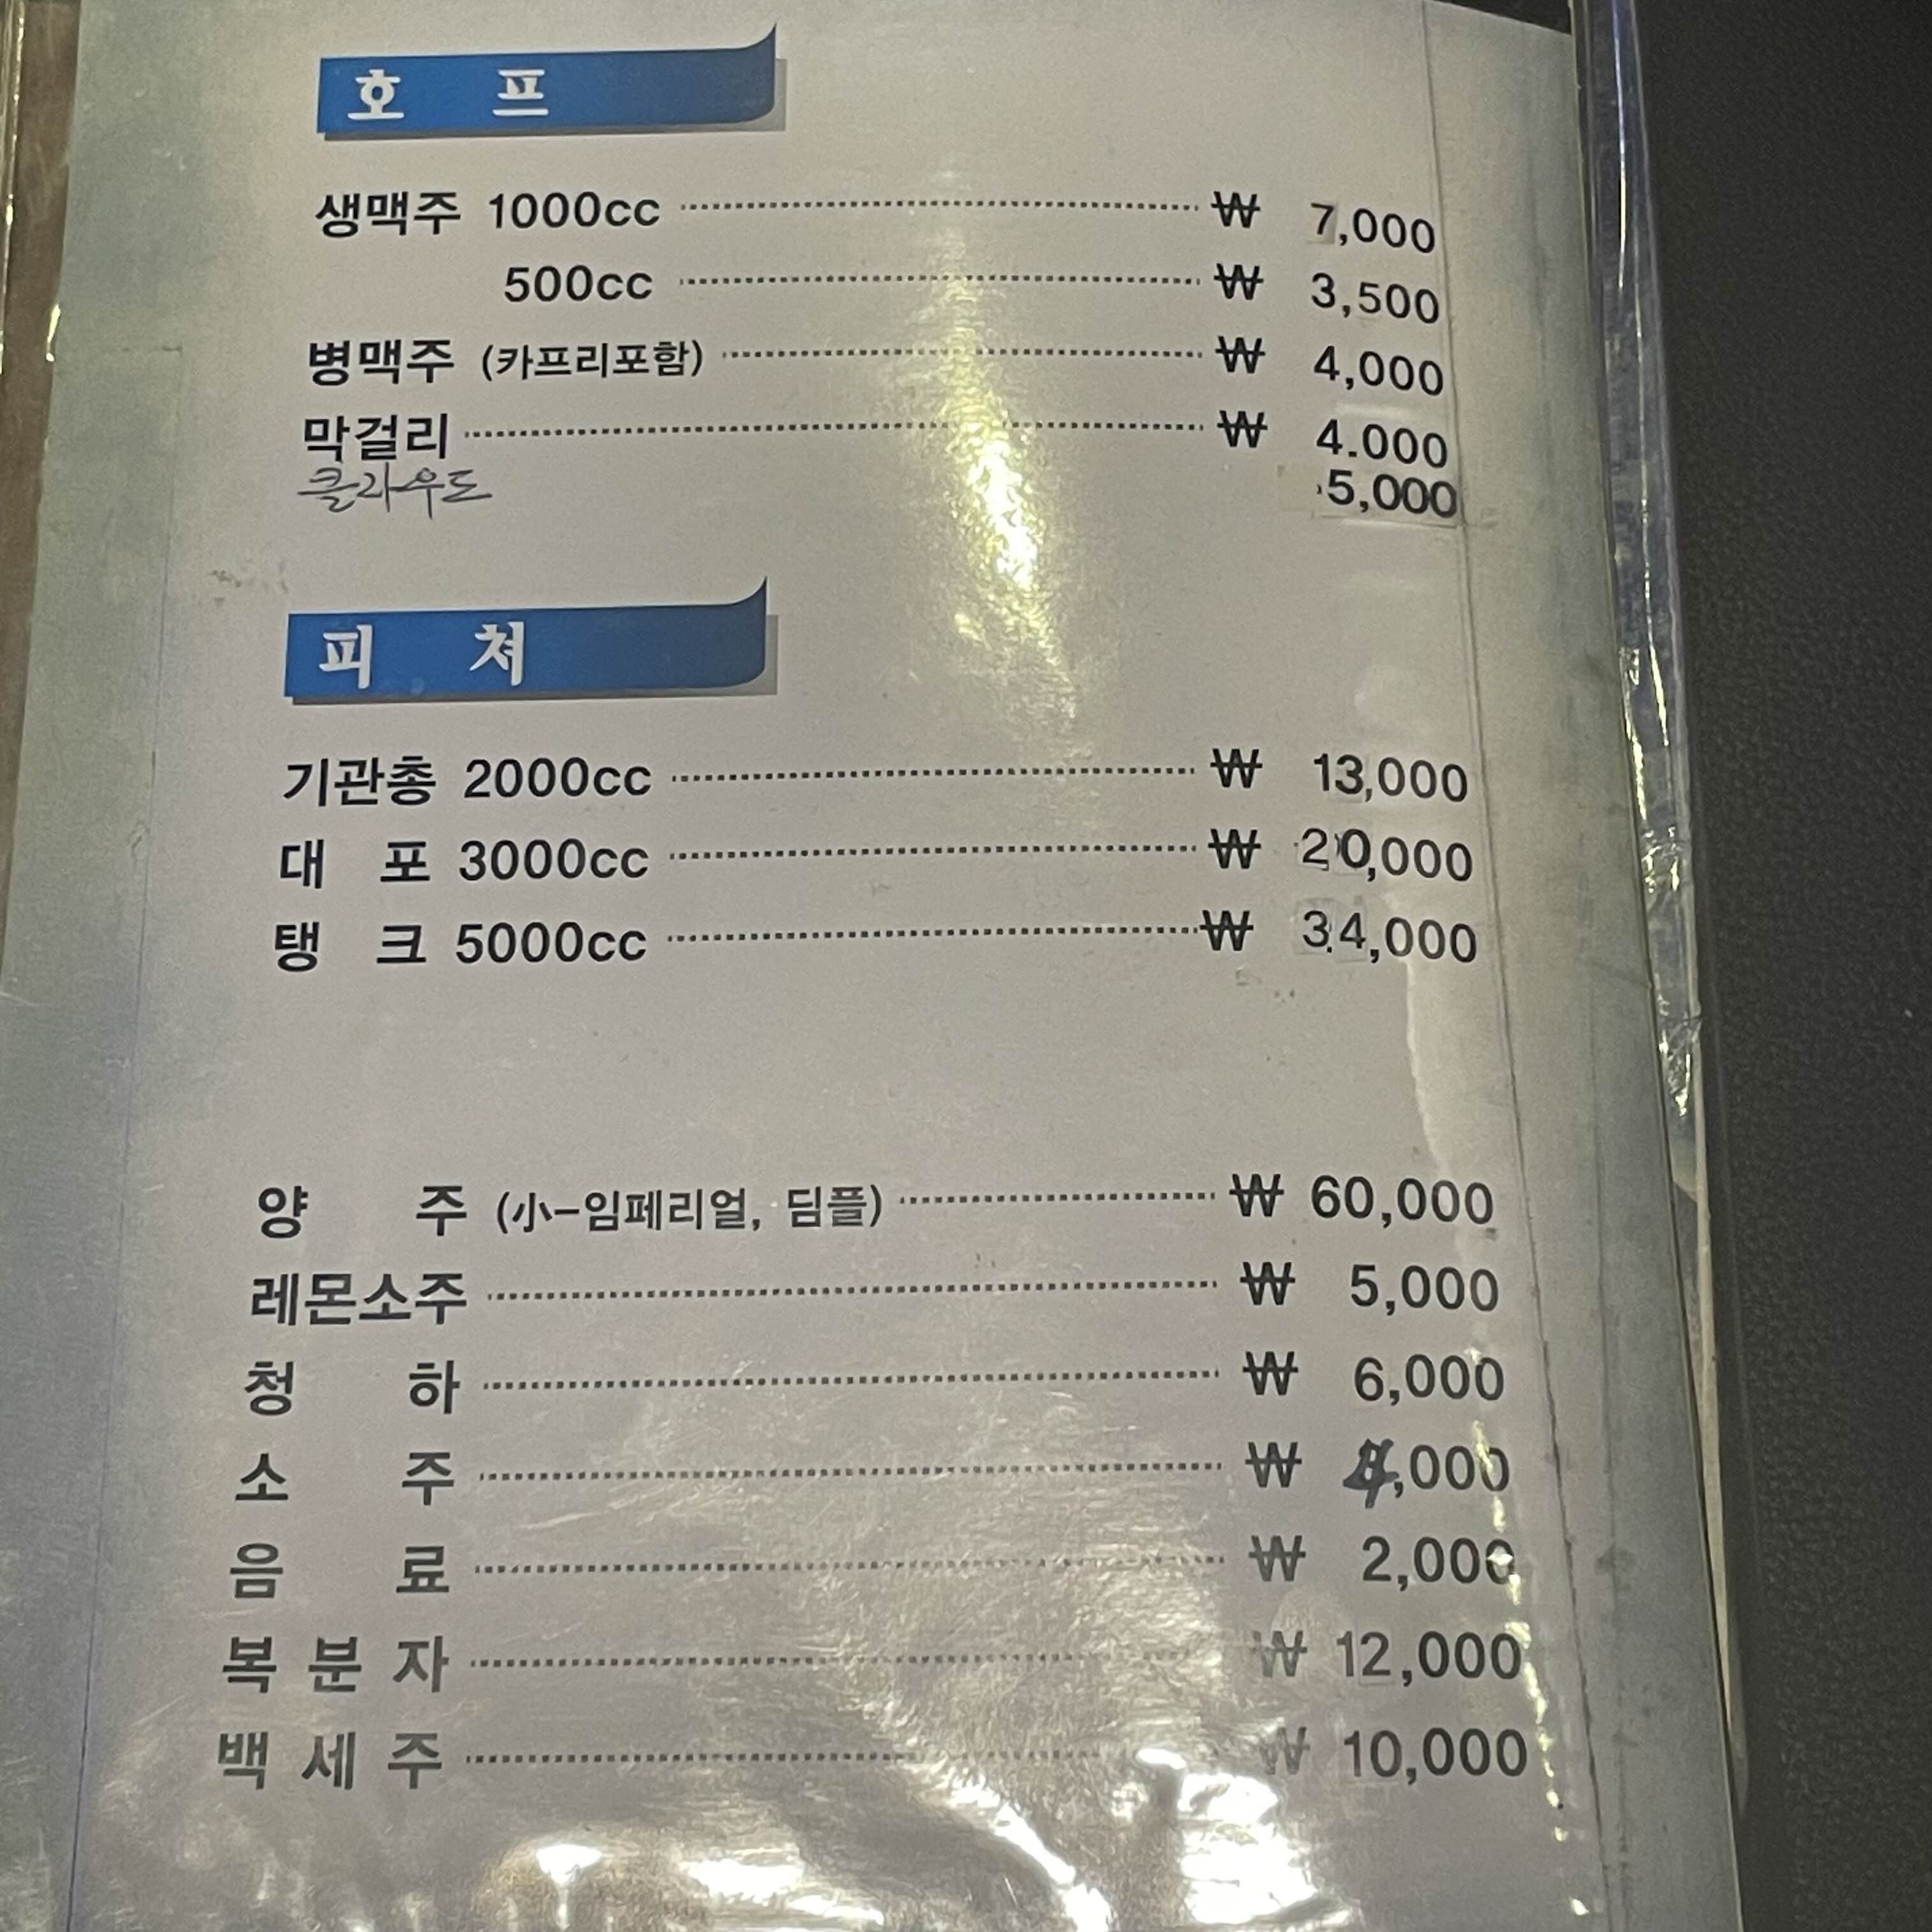 호 프
생맥주 1000cc ₩ 7,000
500cc ₩ 3,500
병맥주 (카프리포함) ₩ 4,000
막걸리 ₩ 4.000
클라우드 5,000
피 쳐
기관총 2000cc ₩ 13,000
대 포 3000cc ₩ 20,000
탱 크 5000cc ₩ 34,000
양 주 (小-임페리얼, 딤플) ₩ 60,000
레몬소주 ₩ 5,000
청 하 ₩ 6,000
소 주 ₩ 4,000
음 료 ₩ 2,000
복 분 자 ₩ 12,000
백 세 주 ₩ 10,000